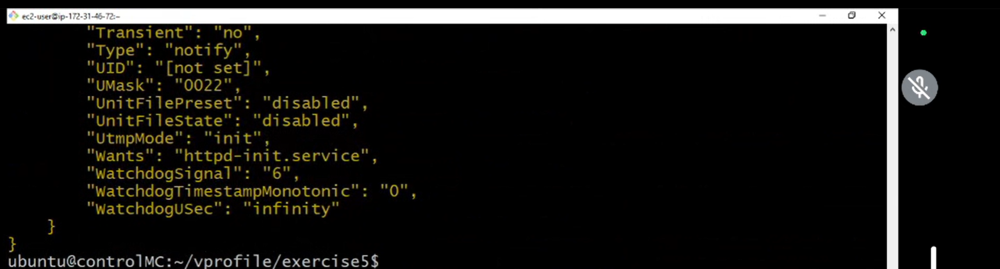 ec2-user@ip-172-31-46-72:~
"Transient": "no",
"Type": "notify",
"UID": "[not set]",
"UMask": "0022",
"UnitFilePreset": "disabled",
"UnitFileState": "disabled",
"UtmpMode": "init",
"Wants": "httpd-init.service",
"WatchdogSignal": "6",
"WatchdogTimestampMonotonic": "0",
"WatchdogUSec": "infinity"
}
}
ubuntu@controlMC:~/vprofile/exercise5$